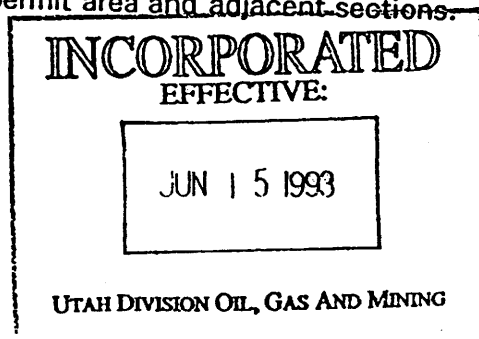 permit area and adjacent sections.
INCORPORATED
EFFECTIVE:
JUN 15 1993
UTAH DIVISION OIL, GAS AND MINING